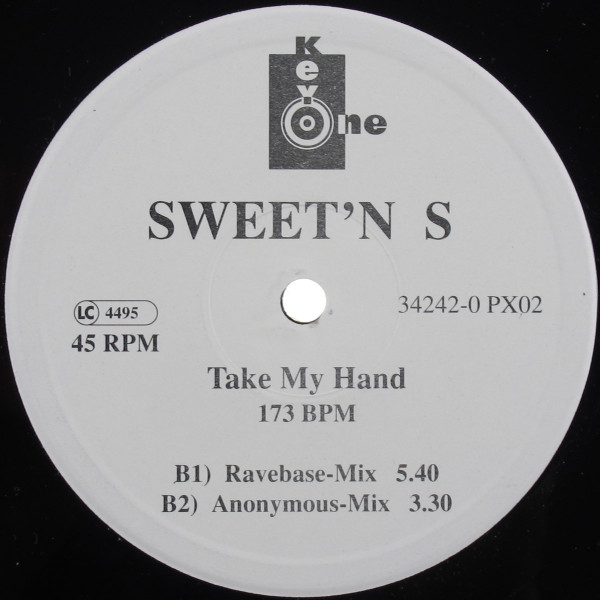 Key One
SWEET'N S
LC 4495
34242-0 PX02
45 RPM
Take My Hand
173 BPM
B1) Ravebase-Mix 5.40
B2) Anonymous-Mix 3.30